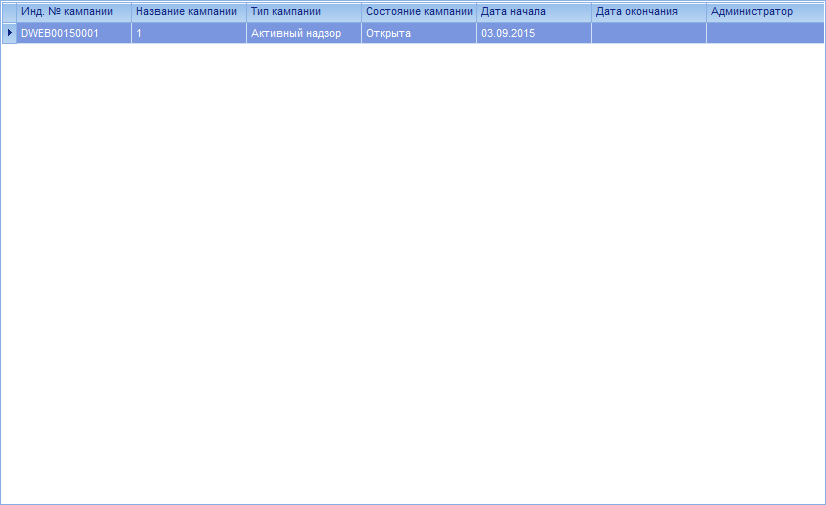 Инд. № кампании Название кампании Тип кампании Состояние кампании Дата начала Дата окончания Администратор
DWEB00150001 1 Активный надзор Открыта 03.09.2015